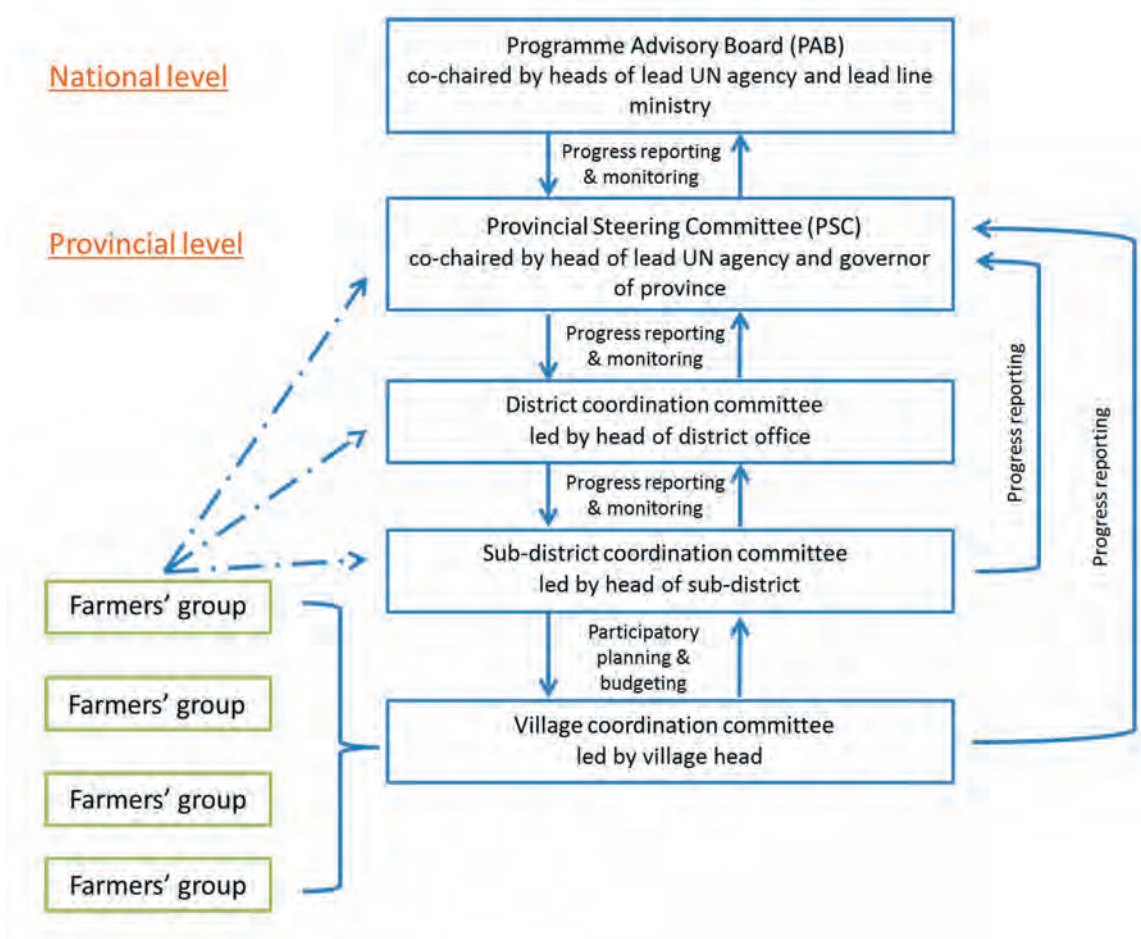 National level
Programme Advisory Board (PAB)
co-chaired by heads of lead UN agency and lead line
ministry
Progress reporting
& monitoring
Provincial level
Provincial Steering Committee (PSC)
co-chaired by head of lead UN agency and governor
of province
Progress reporting
& monitoring
District coordination committee
led by head of district office
Progress reporting
& monitoring
Sub-district coordination committee
led by head of sub-district
Participatory
planning &
budgeting
Village coordination committee
led by village head
Progress reporting
Progress reporting
Farmers’ group
Farmers’ group
Farmers’ group
Farmers’ group